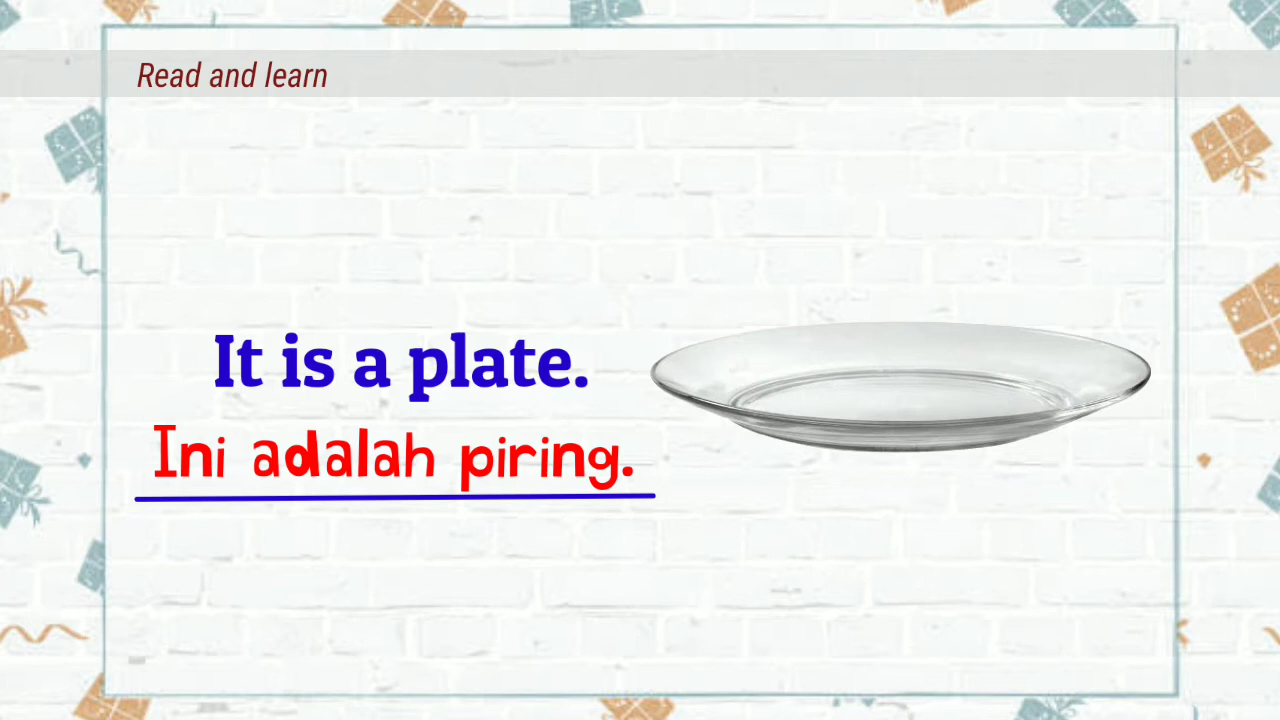 Read and learn
It is a plate.
Ini adalah piring.